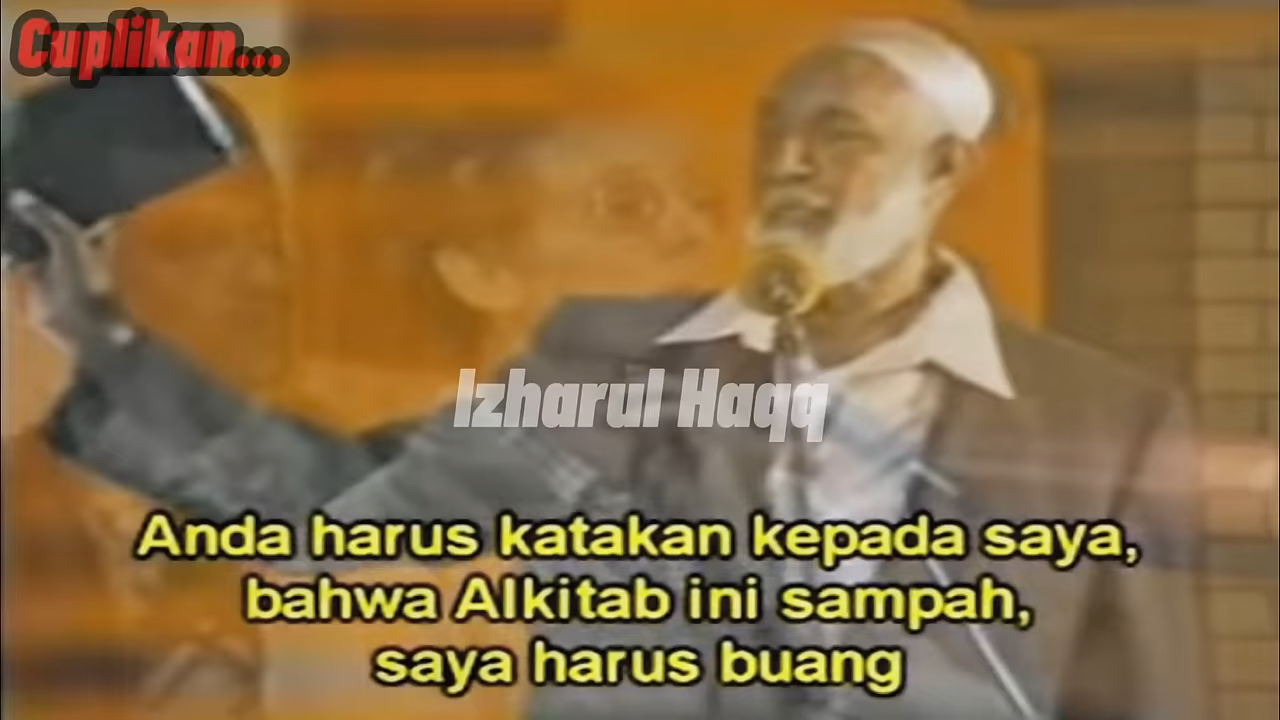 Cuplikan...
Izharul Haqq
Anda harus katakan kepada saya,
bahwa Alkitab ini sampah,
saya harus buang